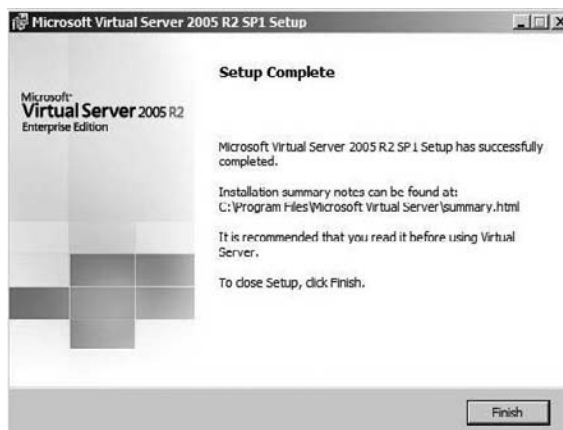 Microsoft Virtual Server 2005 R2 SP1 Setup
Microsoft
Virtual Server 2005 R2
Enterprise Edition
Setup Complete
Microsoft Virtual Server 2005 R2 SP1 Setup has successfully
completed.
Installation summary notes can be found at:
C:\Program Files\Microsoft Virtual Server\summary.html
It is recommended that you read it before using Virtual
Server.
To close Setup, click Finish.
Finish